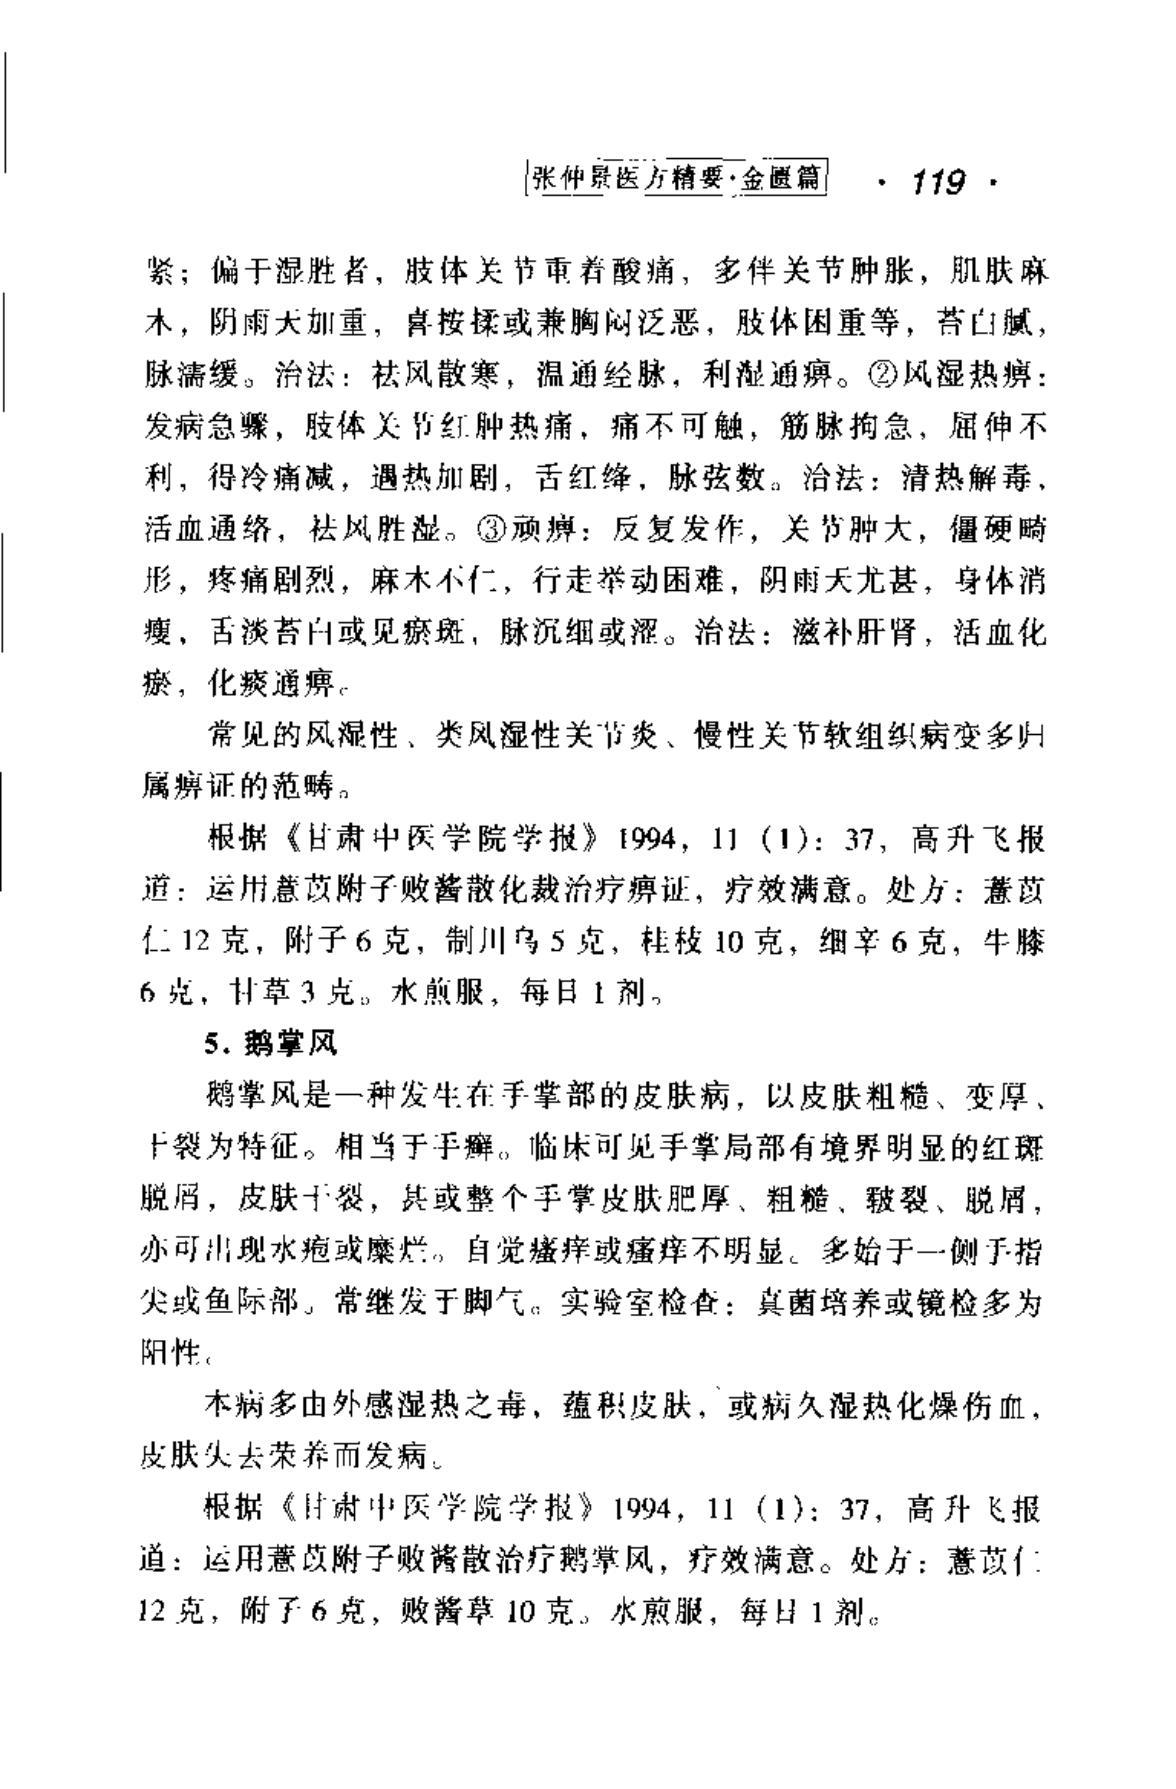 张仲景医方精要·金匮篇 · 119 ·
紧；偏于湿胜者，肢体关节重着酸痛，多伴关节肿胀，肌肤麻
木，阴雨天加重，喜按揉或兼胸闷泛恶，肢体困重等，苔白腻，
脉濡缓。治法：祛风散寒，温通经脉，利湿通痹。②风湿热痹：
发病急骤，肢体关节红肿热痛，痛不可触，筋脉拘急，屈伸不
利，得冷痛减，遇热加剧，舌红绛，脉弦数。治法：清热解毒，
活血通络，祛风胜湿。③顽痹：反复发作，关节肿大，僵硬畸
形，疼痛剧烈，麻木不仁，行走举动困难，阴雨天尤甚，身体消
瘦，舌淡苔白或见瘀斑，脉沉细或涩。治法：滋补肝肾，活血化
瘀，化痰通痹。
常见的风湿性、类风湿性关节炎、慢性关节软组织病变多归
属痹证的范畴。
根据《甘肃中医学院学报》1994，11（1）：37，高升飞报
道：运用薏苡附子败酱散化裁治疗痹证，疗效满意。处方：薏苡
仁 12 克，附子 6 克，制川乌 5 克，桂枝 10 克，细辛 6 克，牛膝
6 克，甘草 3 克。水煎服，每日 1 剂。
5. 鹅掌风
鹅掌风是一种发生在手掌部的皮肤病，以皮肤粗糙、变厚、
干裂为特征。相当于手癣。临床可见手掌局部有境界明显的红斑
脱屑，皮肤干裂，甚或整个手掌皮肤肥厚、粗糙、皲裂、脱屑，
亦可出现水疱或糜烂。自觉瘙痒或瘙痒不明显。多始于一侧手指
尖或鱼际部。常继发于脚气。实验室检查：真菌培养或镜检多为
阳性。
本病多由外感湿热之毒，蕴积皮肤，或病久湿热化燥伤血，
皮肤失去荣养而发病。
根据《甘肃中医学院学报》1994，11（1）：37，高升飞报
道：运用薏苡附子败酱散治疗鹅掌风，疗效满意。处方：薏苡仁
12 克，附子 6 克，败酱草 10 克。水煎服，每日 1 剂。